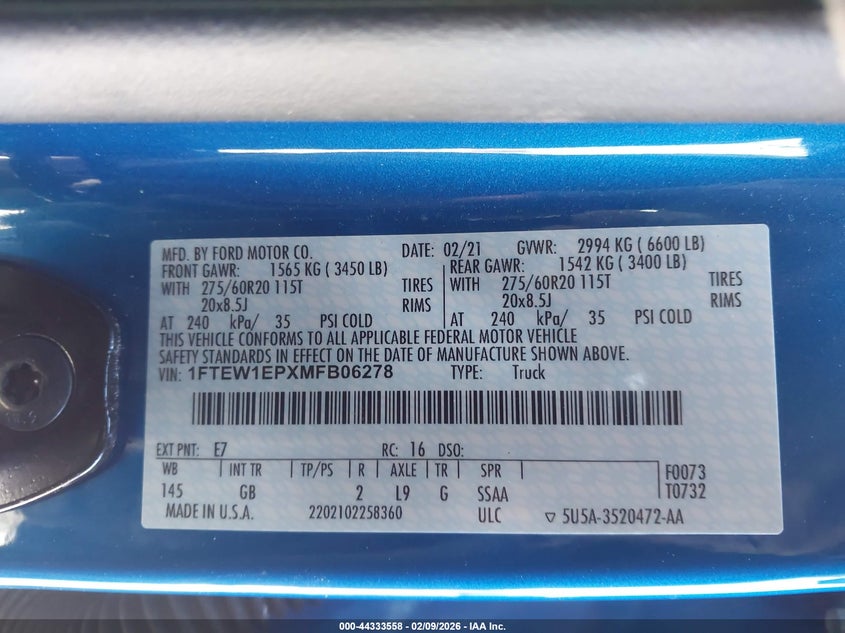 MFD. BY FORD MOTOR CO. DATE: 02/21 GVWR: 2994 KG ( 6600 LB)
FRONT GAWR: 1565 KG ( 3450 LB) REAR GAWR: 1542 KG ( 3400 LB)
WITH 275/60R20 115T TIRES WITH 275/60R20 115T TIRES
20x8.5J RIMS 20x8.5J RIMS
AT 240 kPa/ 35 PSI COLD AT 240 kPa/ 35 PSI COLD
THIS VEHICLE CONFORMS TO ALL APPLICABLE FEDERAL MOTOR VEHICLE
SAFETY STANDARDS IN EFFECT ON THE DATE OF MANUFACTURE SHOWN ABOVE.
VIN: 1FTEW1EPXMFB06278 TYPE: Truck
EXT PNT: E7 RC: 16 DSO:
WB INT TR TP/PS R AXLE TR SPR F0073
145 GB 2 L9 G SSAA T0732
MADE IN U.S.A. 2202102258360 ULC ▽ 5U5A-3520472-AA
000-44333558 - 02/09/2026 - IAA Inc.